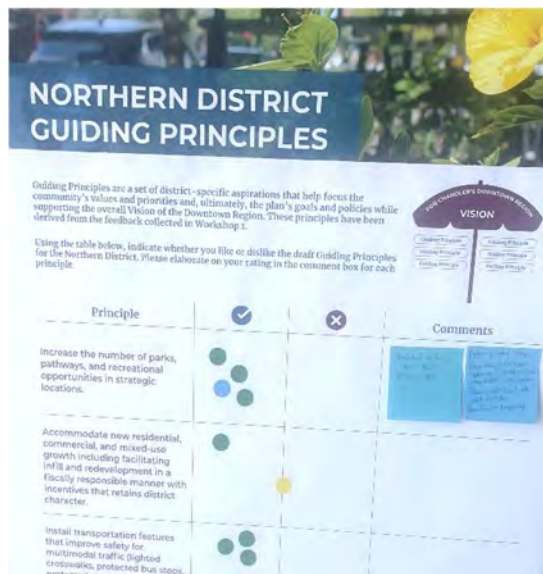 NORTHERN DISTRICT
GUIDING PRINCIPLES
Guiding Principles are a set of district-specific aspirations that help focus the
community's values and priorities and, ultimately, the plan's goals and policies while
supporting the overall Vision of the Downtown Region. These principles have been
derived from the feedback collected in Workshop 1.
Using the table below, indicate whether you like or dislike the draft Guiding Principles
for the Northern District. Please elaborate on your rating in the comment box for each
principle.
FOR CHANDLER'S DOWNTOWN REGION
VISION
Guiding Principle
Guiding Principle
Guiding Principle
Guiding Principle
Guiding Principle
Guiding Principle
Principle
Comments
Increase the number of parks,
pathways, and recreational
opportunities in strategic
locations.
Accommodate new residential,
commercial, and mixed-use
growth including facilitating
infill and redevelopment in a
fiscally responsible manner with
incentives that retains district
character.
Install transportation features
that improve safety for
multimodal traffic (lighted
crosswalks, protected bus stops,